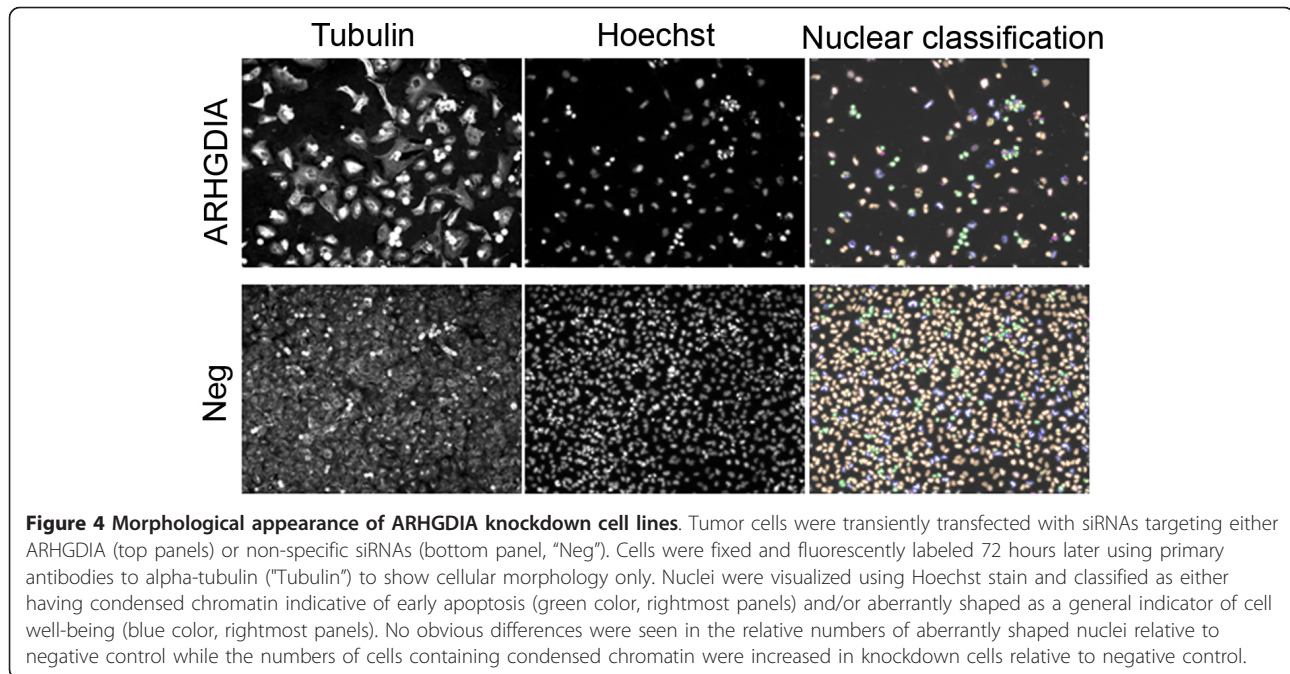 Tubulin
Hoechst
Nuclear classification
ARHGDIA
Neg
Figure 4 Morphological appearance of ARHGDIA knockdown cell lines. Tumor cells were transiently transfected with siRNAs targeting either
ARHGDIA (top panels) or non-specific siRNAs (bottom panel, “Neg”). Cells were fixed and fluorescently labeled 72 hours later using primary
antibodies to alpha-tubulin ("Tubulin”) to show cellular morphology only. Nuclei were visualized using Hoechst stain and classified as either
having condensed chromatin indicative of early apoptosis (green color, rightmost panels) and/or aberrantly shaped as a general indicator of cell
well-being (blue color, rightmost panels). No obvious differences were seen in the relative numbers of aberrantly shaped nuclei relative to
negative control while the numbers of cells containing condensed chromatin were increased in knockdown cells relative to negative control.